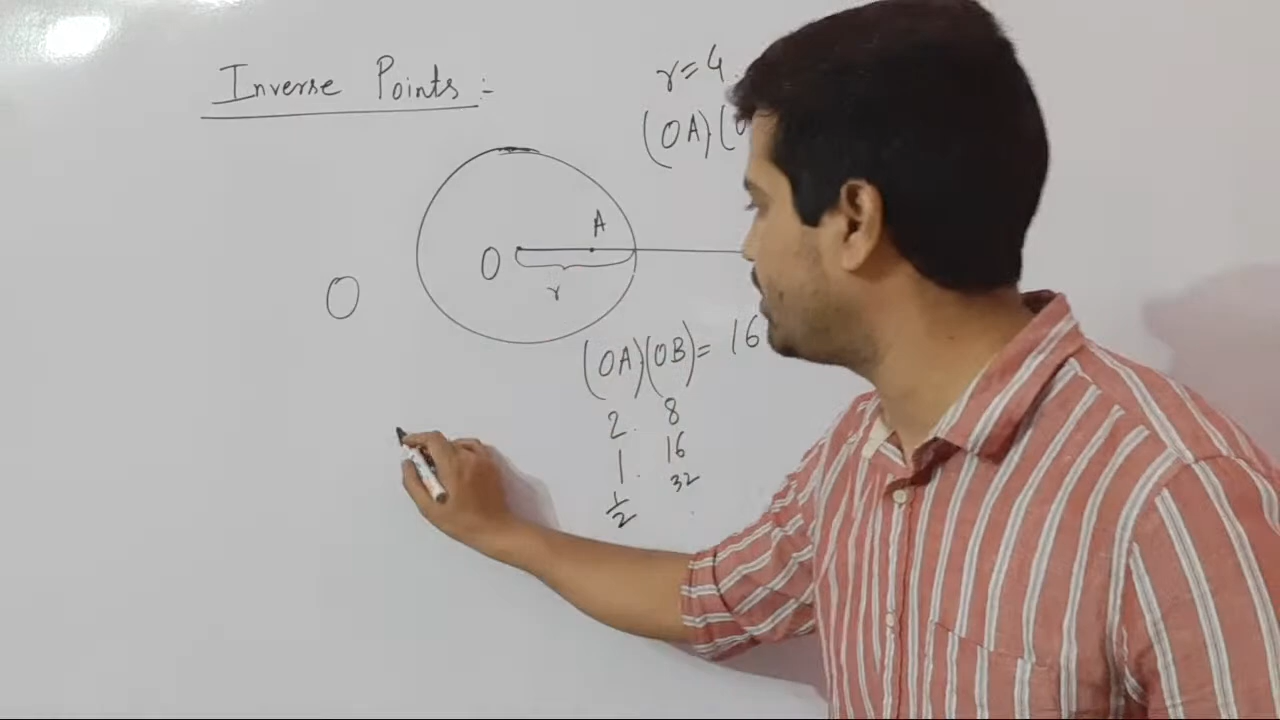 Inverse Points :-
r = 4
(OA).(O
A
O
r
O
(OA)(OB) = 16
2 . 8
1 . 16
1/2 32